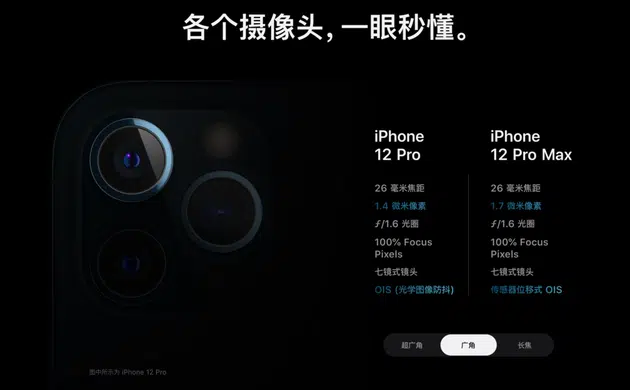 各个摄像头，一眼秒懂。
iPhone
12 Pro
26 毫米焦距
1.4 微米像素
ƒ/1.6 光圈
100% Focus
Pixels
七镜式镜头
OIS (光学图像防抖)
iPhone
12 Pro Max
26 毫米焦距
1.7 微米像素
ƒ/1.6 光圈
100% Focus
Pixels
七镜式镜头
传感器位移式 OIS
超广角
广角
长焦
图中所示为 iPhone 12 Pro